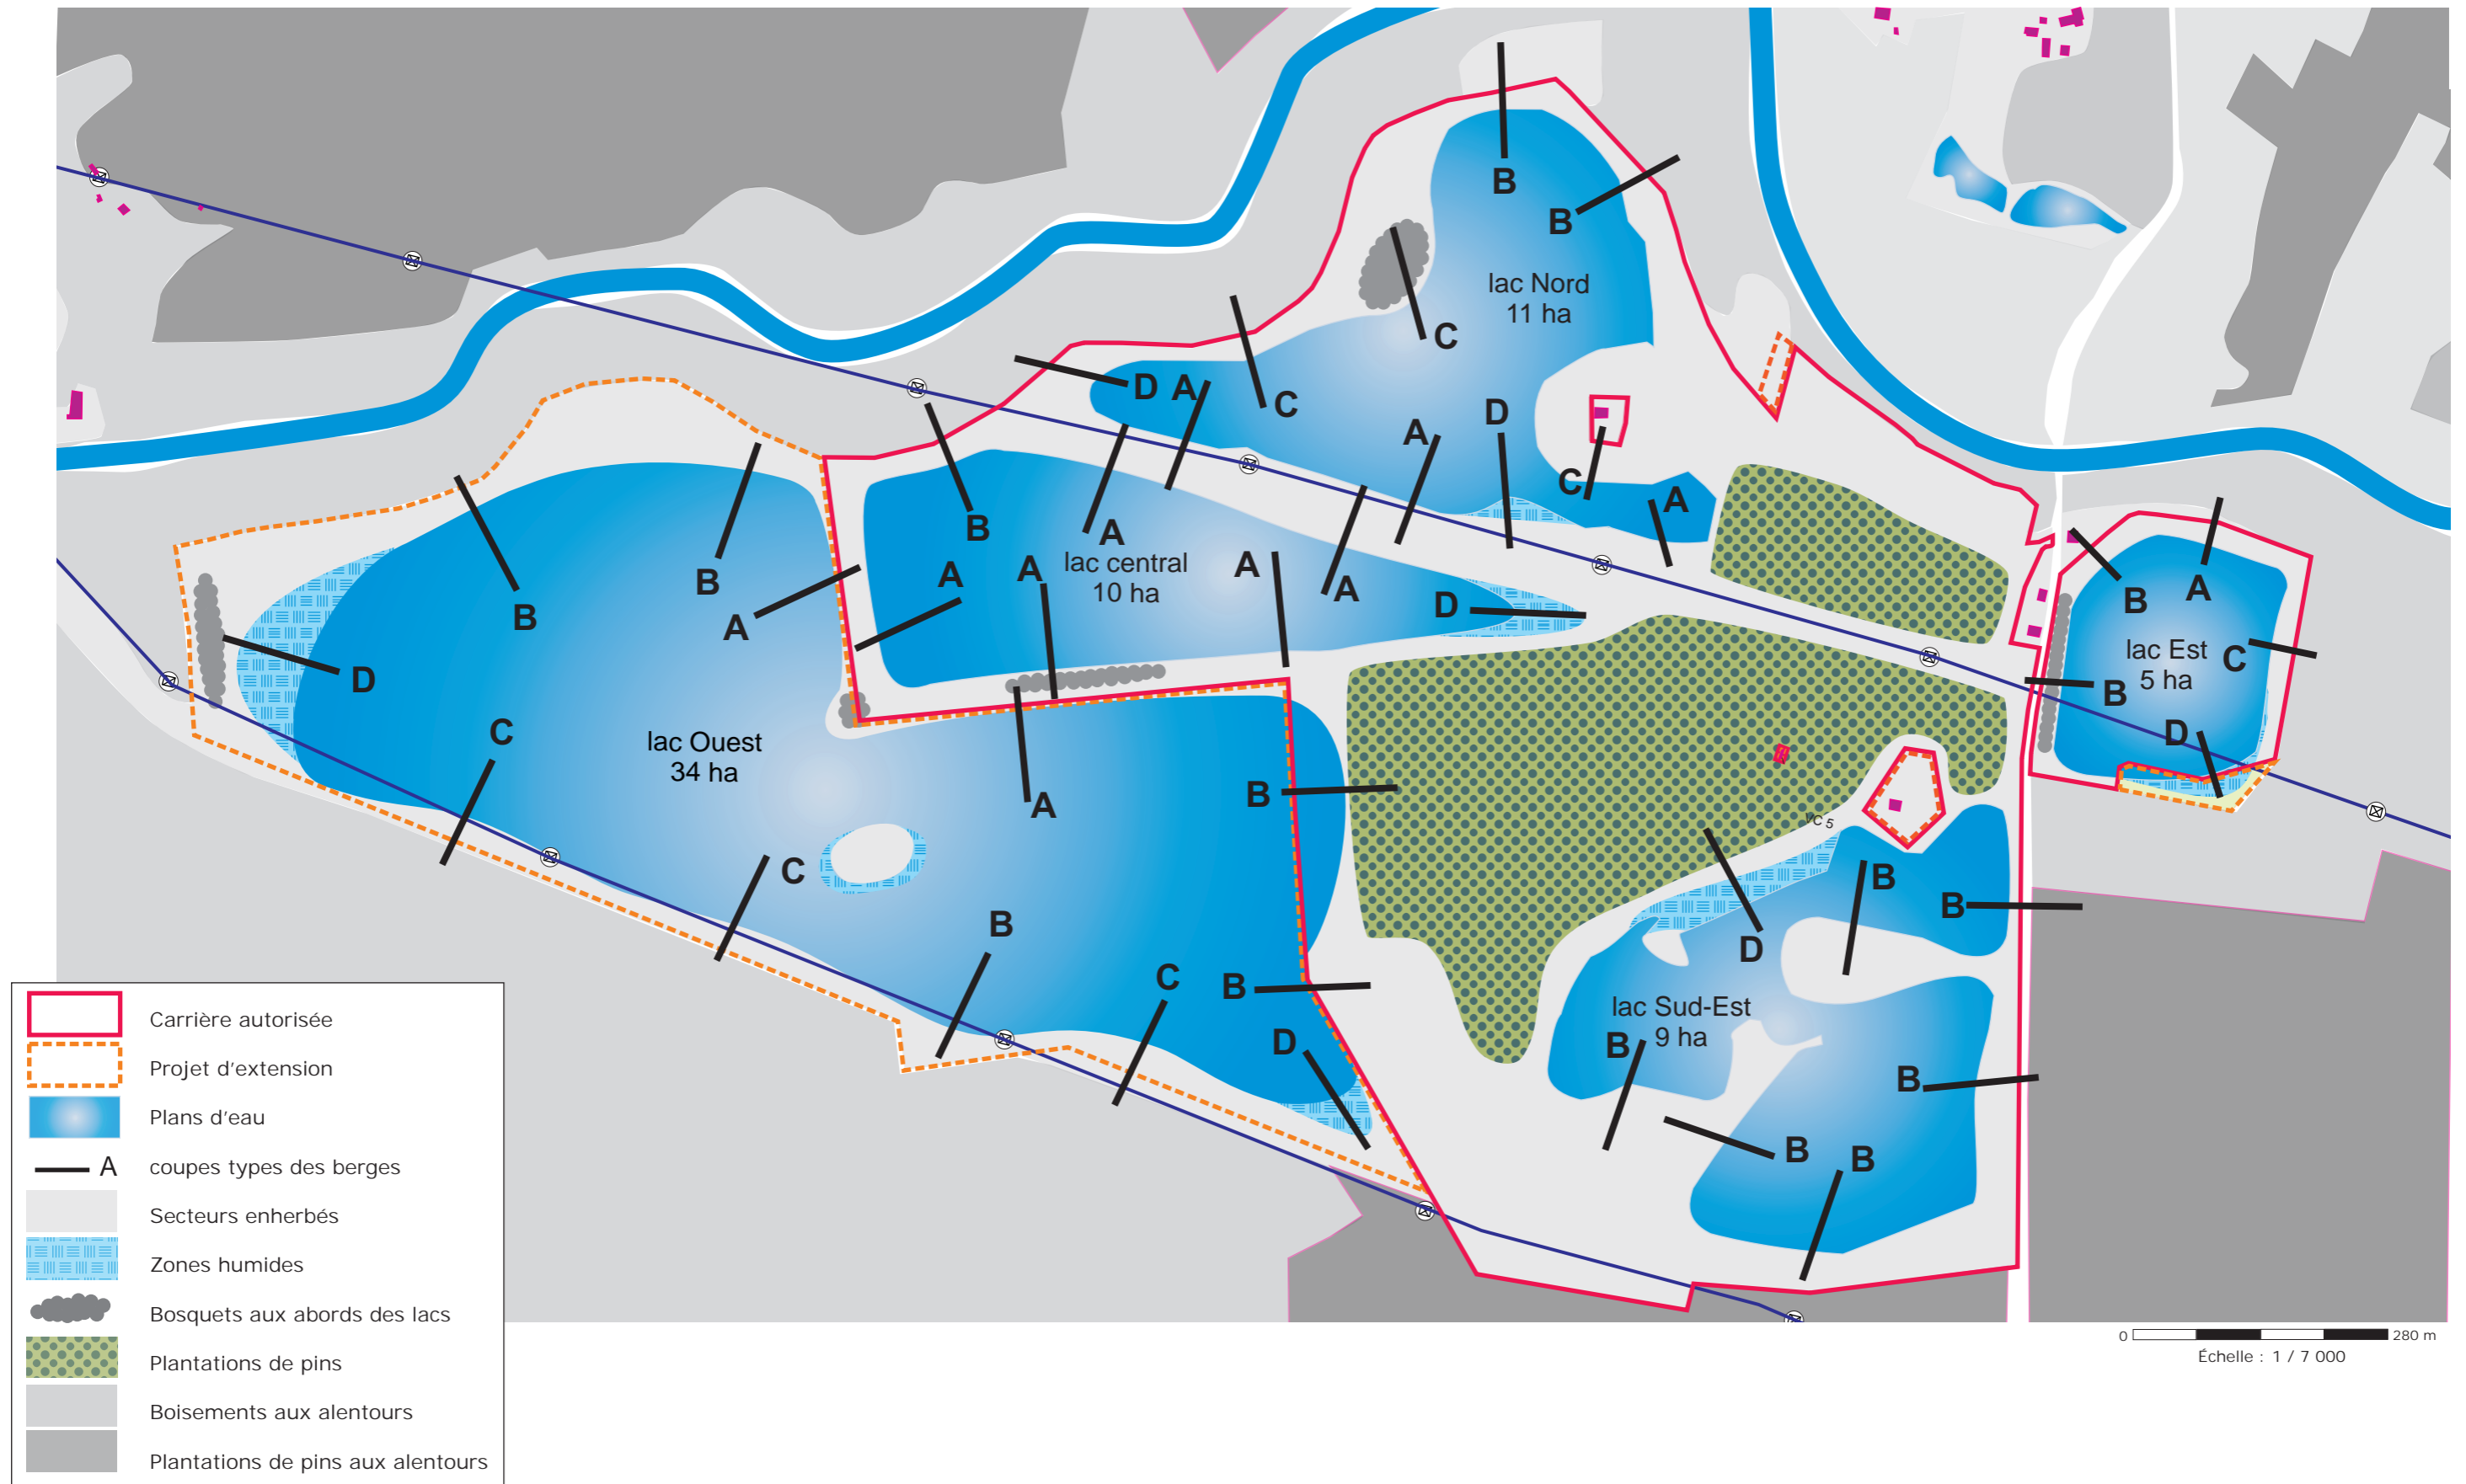 B
B
lac Nord
11 ha
C
D
A
C
D
A
C
A
B
A
lac central
10 ha
A
A
A
A
D
B
B
A
D
B
A
lac Est
5 ha
C
B
D
C
lac Ouest
34 ha
A
B
C
VC 5
B
B
D
B
C
B
D
lac Sud-Est
9 ha
B
B
B
B
Carrière autorisée
Projet d'extension
Plans d'eau
A
coupes types des berges
Secteurs enherbés
Zones humides
Bosquets aux abords des lacs
Plantations de pins
Boisements aux alentours
Plantations de pins aux alentours
0
280 m
Échelle : 1 / 7 000